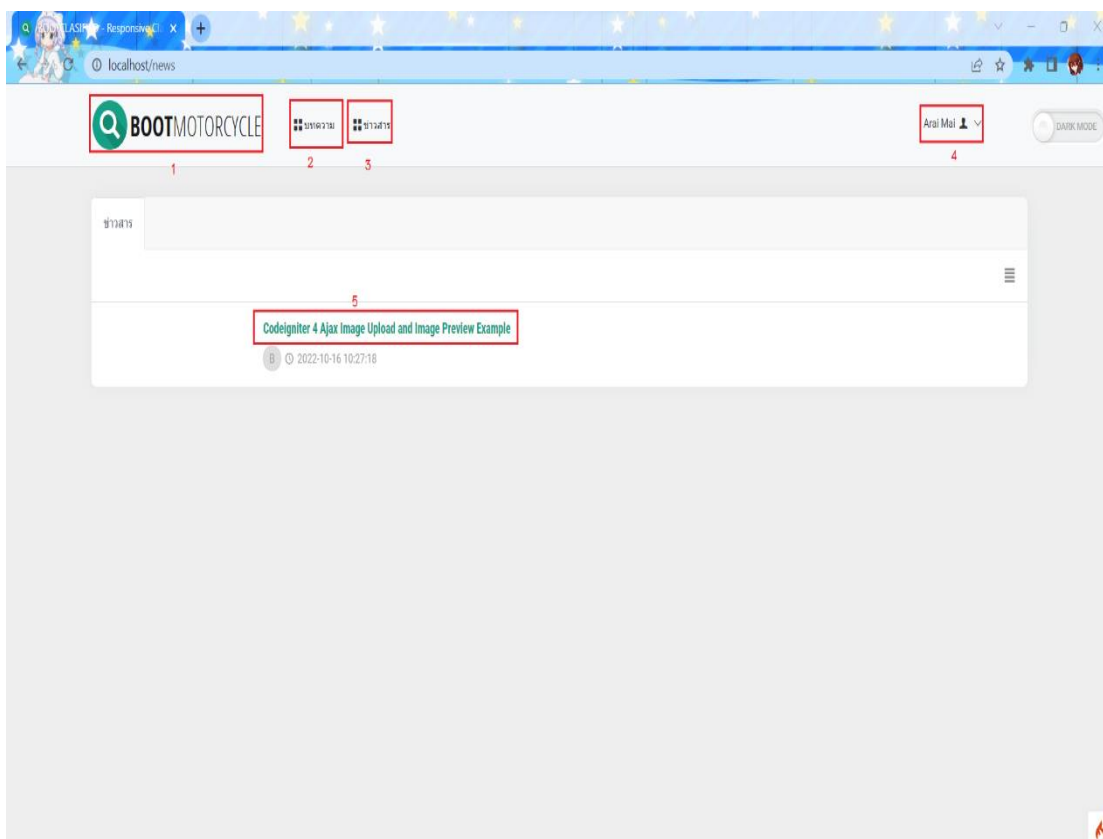 - Responsive Cl
localhost/news
BOOTMOTORCYCLE
บทความ
ข่าวสาร
Arai Mai
DARK MODE
1
2
3
4
ข่าวสาร
5
Codeigniter 4 Ajax Image Upload and Image Preview Example
B 2022-10-16 10:27:18